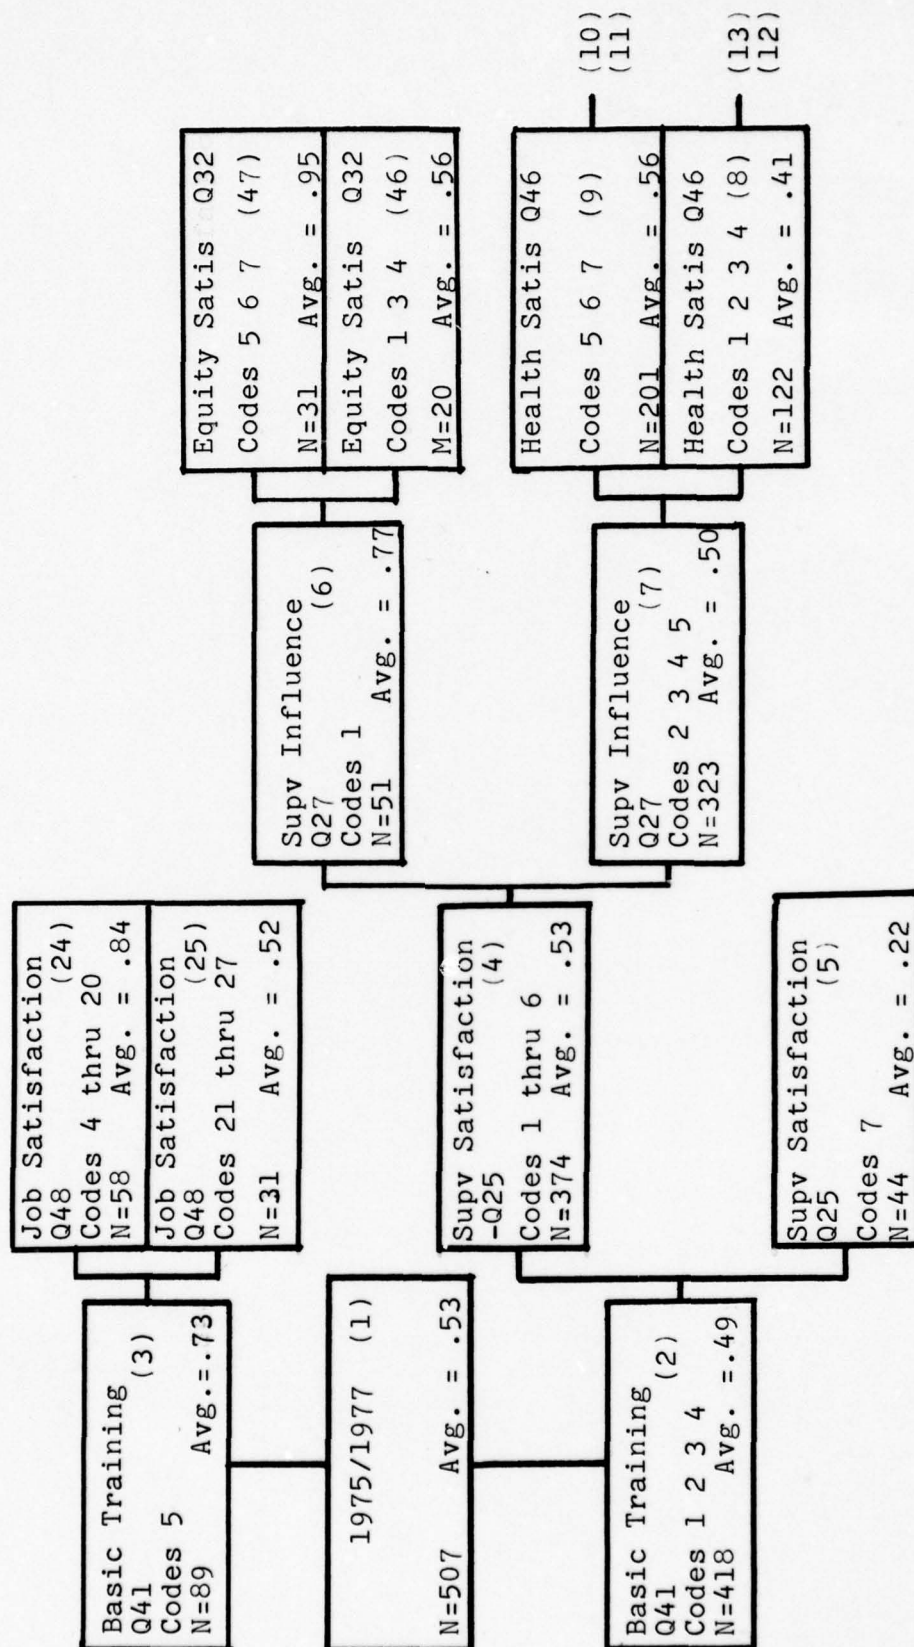 Basic Training
Q41 (3)
Codes 5
N=89 Avg.=.73
1975/1977 (1)
N=507 Avg. = .53
Basic Training
Q41 (2)
Codes 1 2 3 4
N=418 Avg. =.49
Job Satisfaction
Q48 (24)
Codes 4 thru 20
N=58 Avg. = .84
Job Satisfaction
Q48 (25)
Codes 21 thru 27
N=31 Avg. = .52
Supv Satisfaction
-Q25 (4)
Codes 1 thru 6
N=374 Avg. = .53
Supv Satisfaction
Q25 (5)
Codes 7
N=44 Avg. = .22
Supv Influence
Q27 (6)
Codes 1
N=51 Avg. = .77
Supv Influence
Q27 (7)
Codes 2 3 4 5
N=323 Avg. = .50
Equity Satis Q32
Codes 5 6 7 (47)
N=31 Avg. = .95
Equity Satis Q32
Codes 1 3 4 (46)
M=20 Avg. = .56
Health Satis Q46
Codes 5 6 7 (9)
N=201 Avg. = .56
Health Satis Q46
Codes 1 2 3 4 (8)
N=122 Avg. = .41
(10)
(11)
(13)
(12)